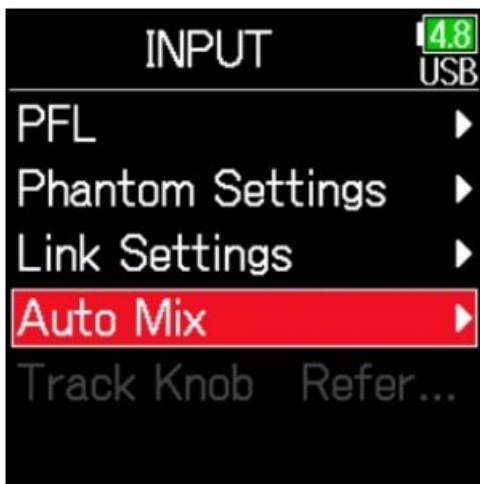 INPUT
4.8
USB
PFL
Phantom Settings
Link Settings
Auto Mix
Track Knob Refer...